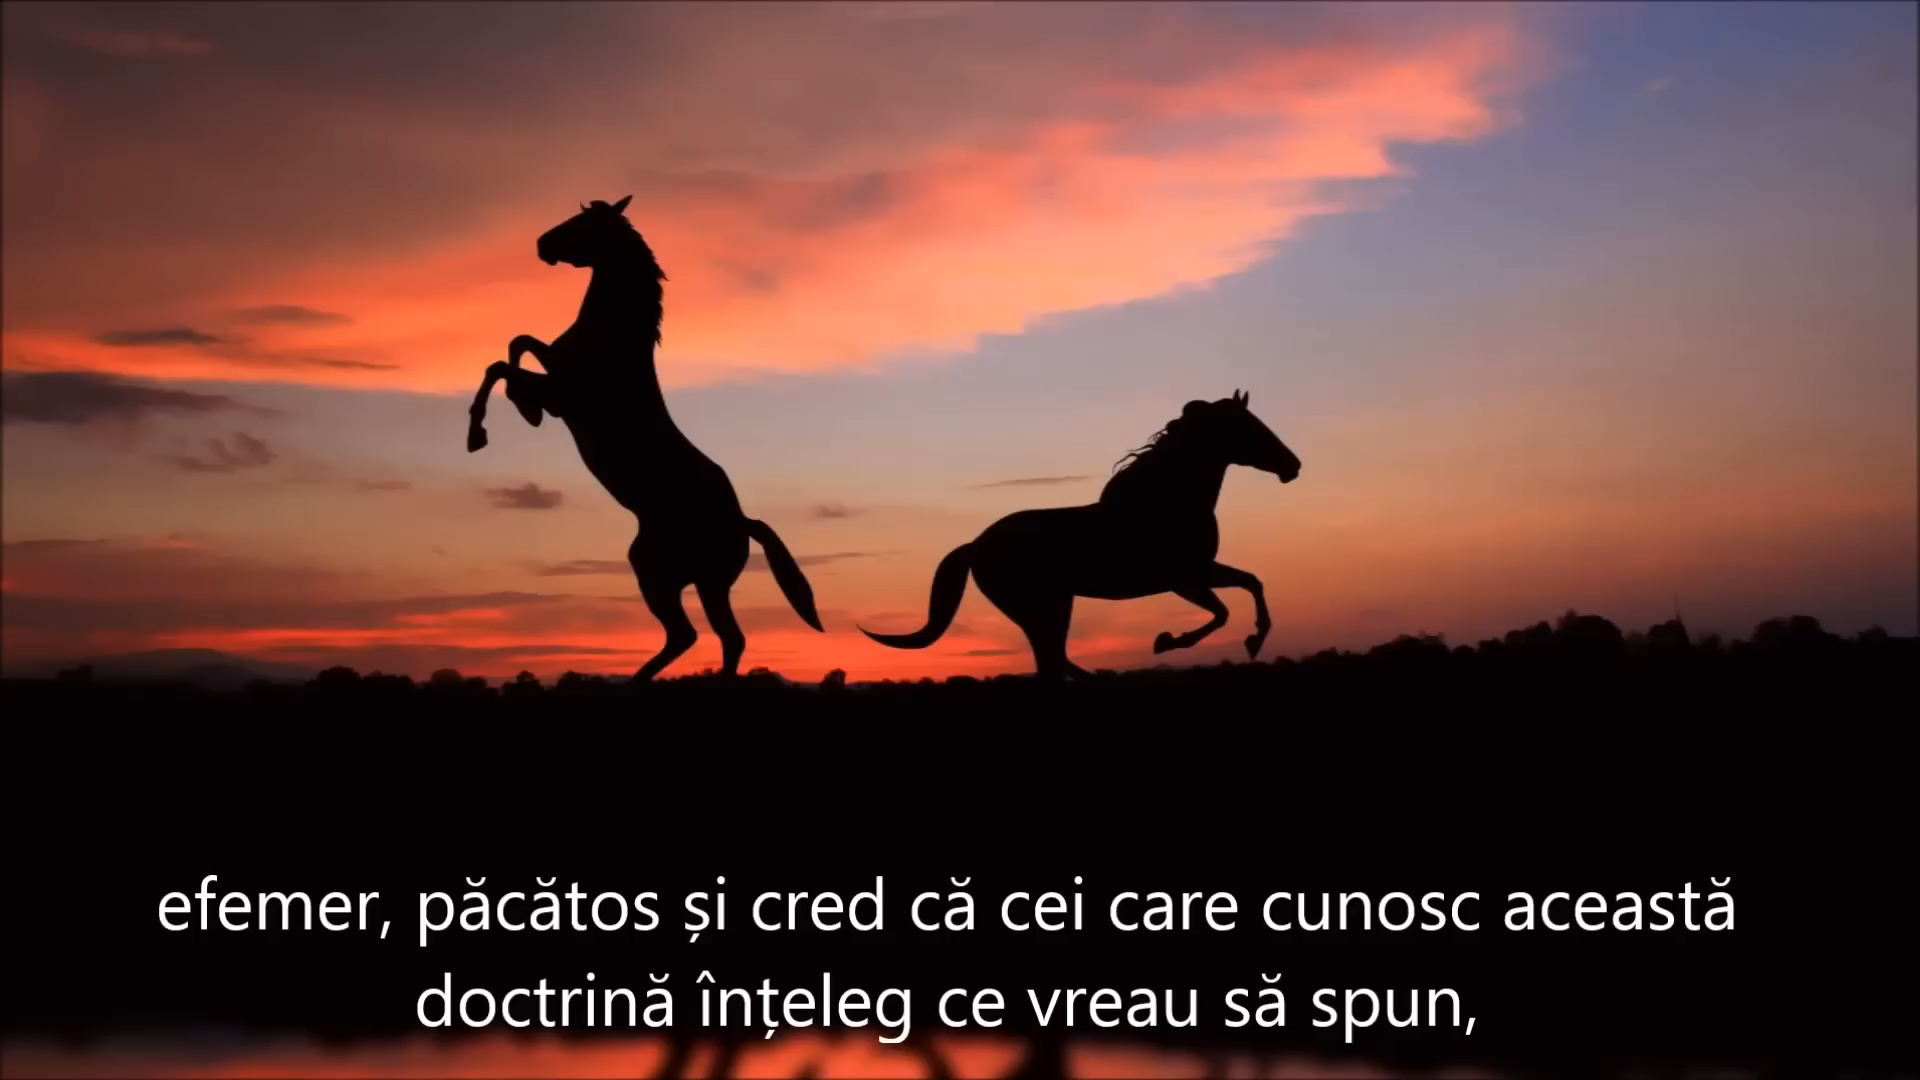 efemer, păcătos și cred că cei care cunosc această
doctrină înțeleg ce vreau să spun,